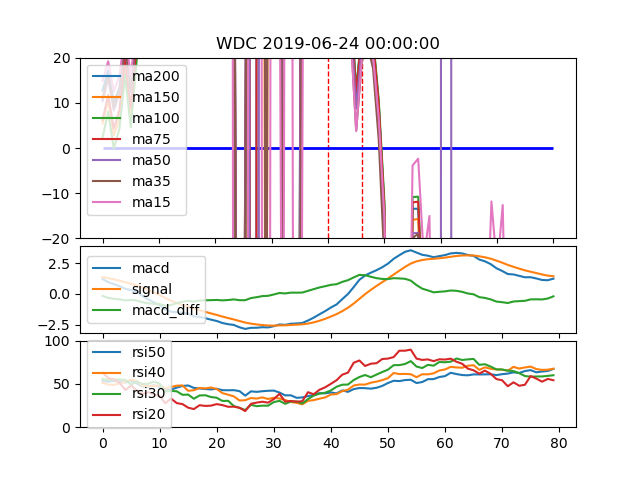 WDC 2019-06-24 00:00:00
20
10
0
−10
−20
ma200
ma150
ma100
ma75
ma50
ma35
ma15
2.5
0.0
−2.5
macd
signal
macd_diff
100
50
0
rsi50
rsi40
rsi30
rsi20
0 10 20 30 40 50 60 70 80